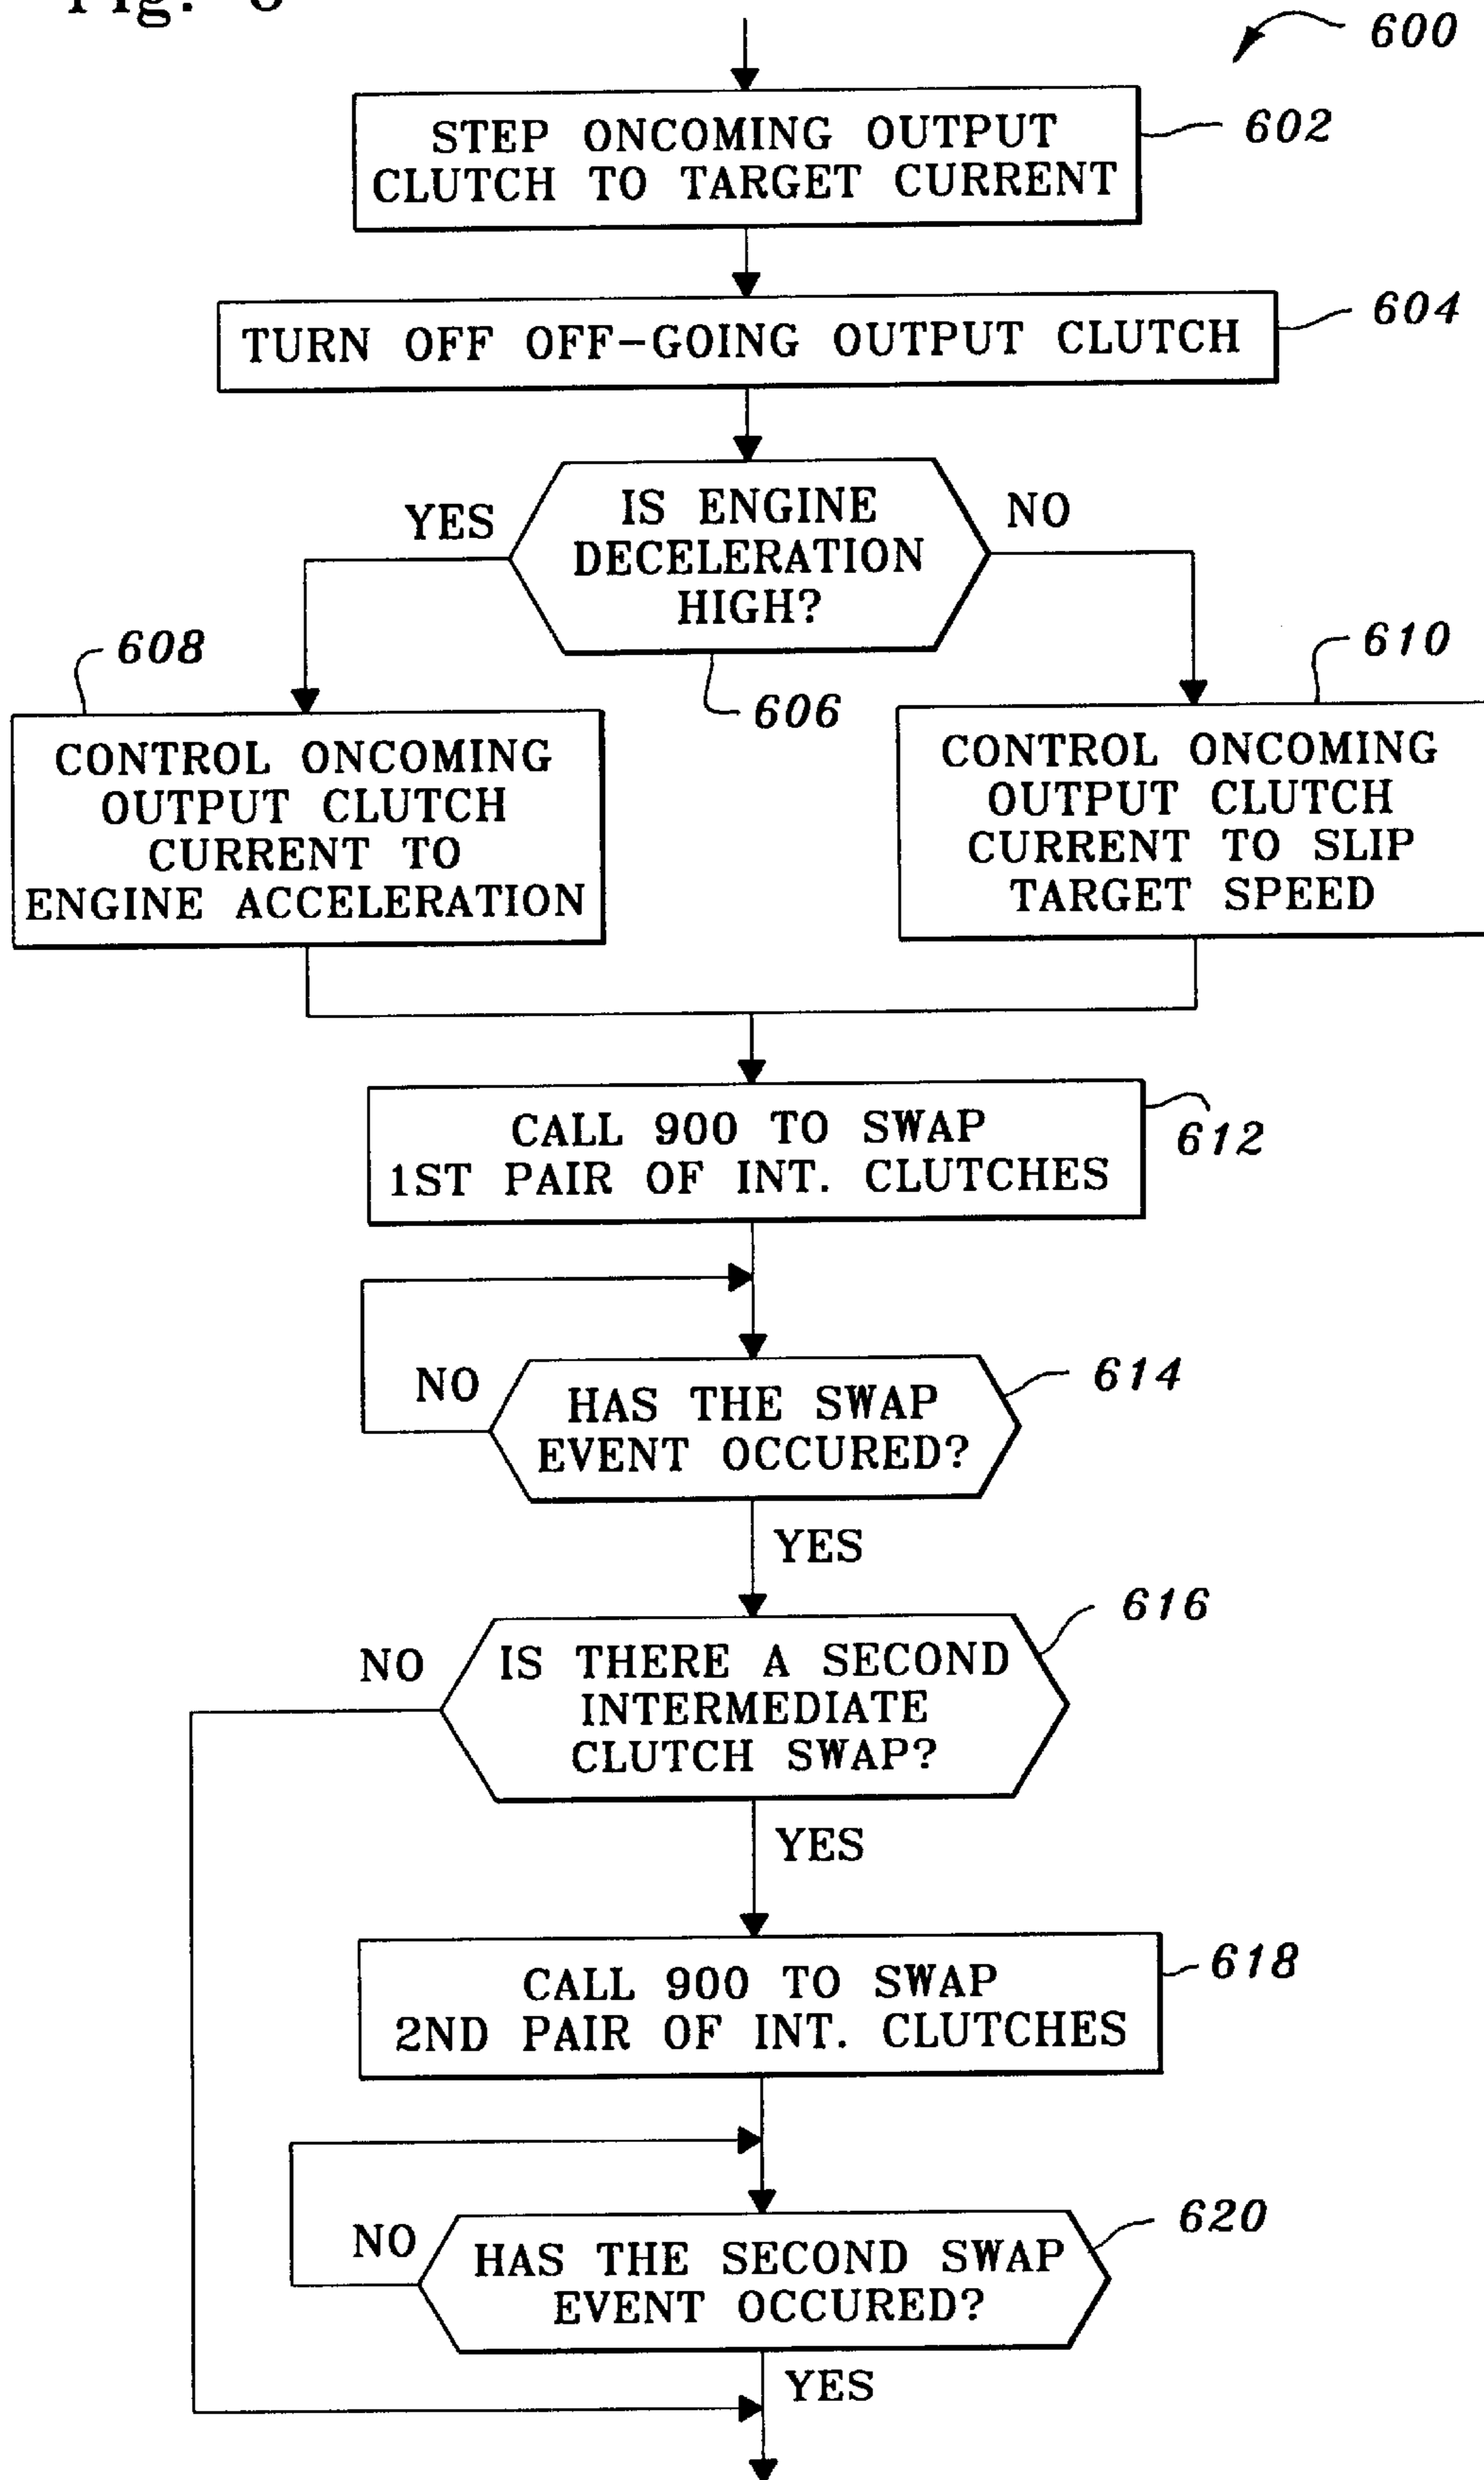 600
STEP ONCOMING OUTPUT
CLUTCH TO TARGET CURRENT
602
TURN OFF OFF-GOING OUTPUT CLUTCH
604
IS ENGINE
DECELERATION
HIGH?
YES
NO
606
608
610
CONTROL ONCOMING
OUTPUT CLUTCH
CURRENT TO
ENGINE ACCELERATION
CONTROL ONCOMING
OUTPUT CLUTCH
CURRENT TO SLIP
TARGET SPEED
CALL 900 TO SWAP
1ST PAIR OF INT. CLUTCHES
612
NO
HAS THE SWAP
EVENT OCCURED?
614
YES
616
NO
IS THERE A SECOND
INTERMEDIATE
CLUTCH SWAP?
YES
CALL 900 TO SWAP
2ND PAIR OF INT. CLUTCHES
618
NO
HAS THE SECOND SWAP
EVENT OCCURED?
620
YES